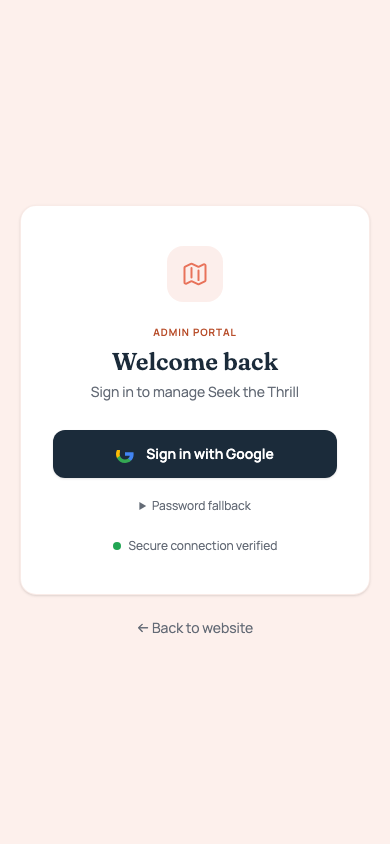 ADMIN PORTAL
Welcome back
Sign in to manage Seek the Thrill
Sign in with Google
▶ Password fallback
Secure connection verified
← Back to website